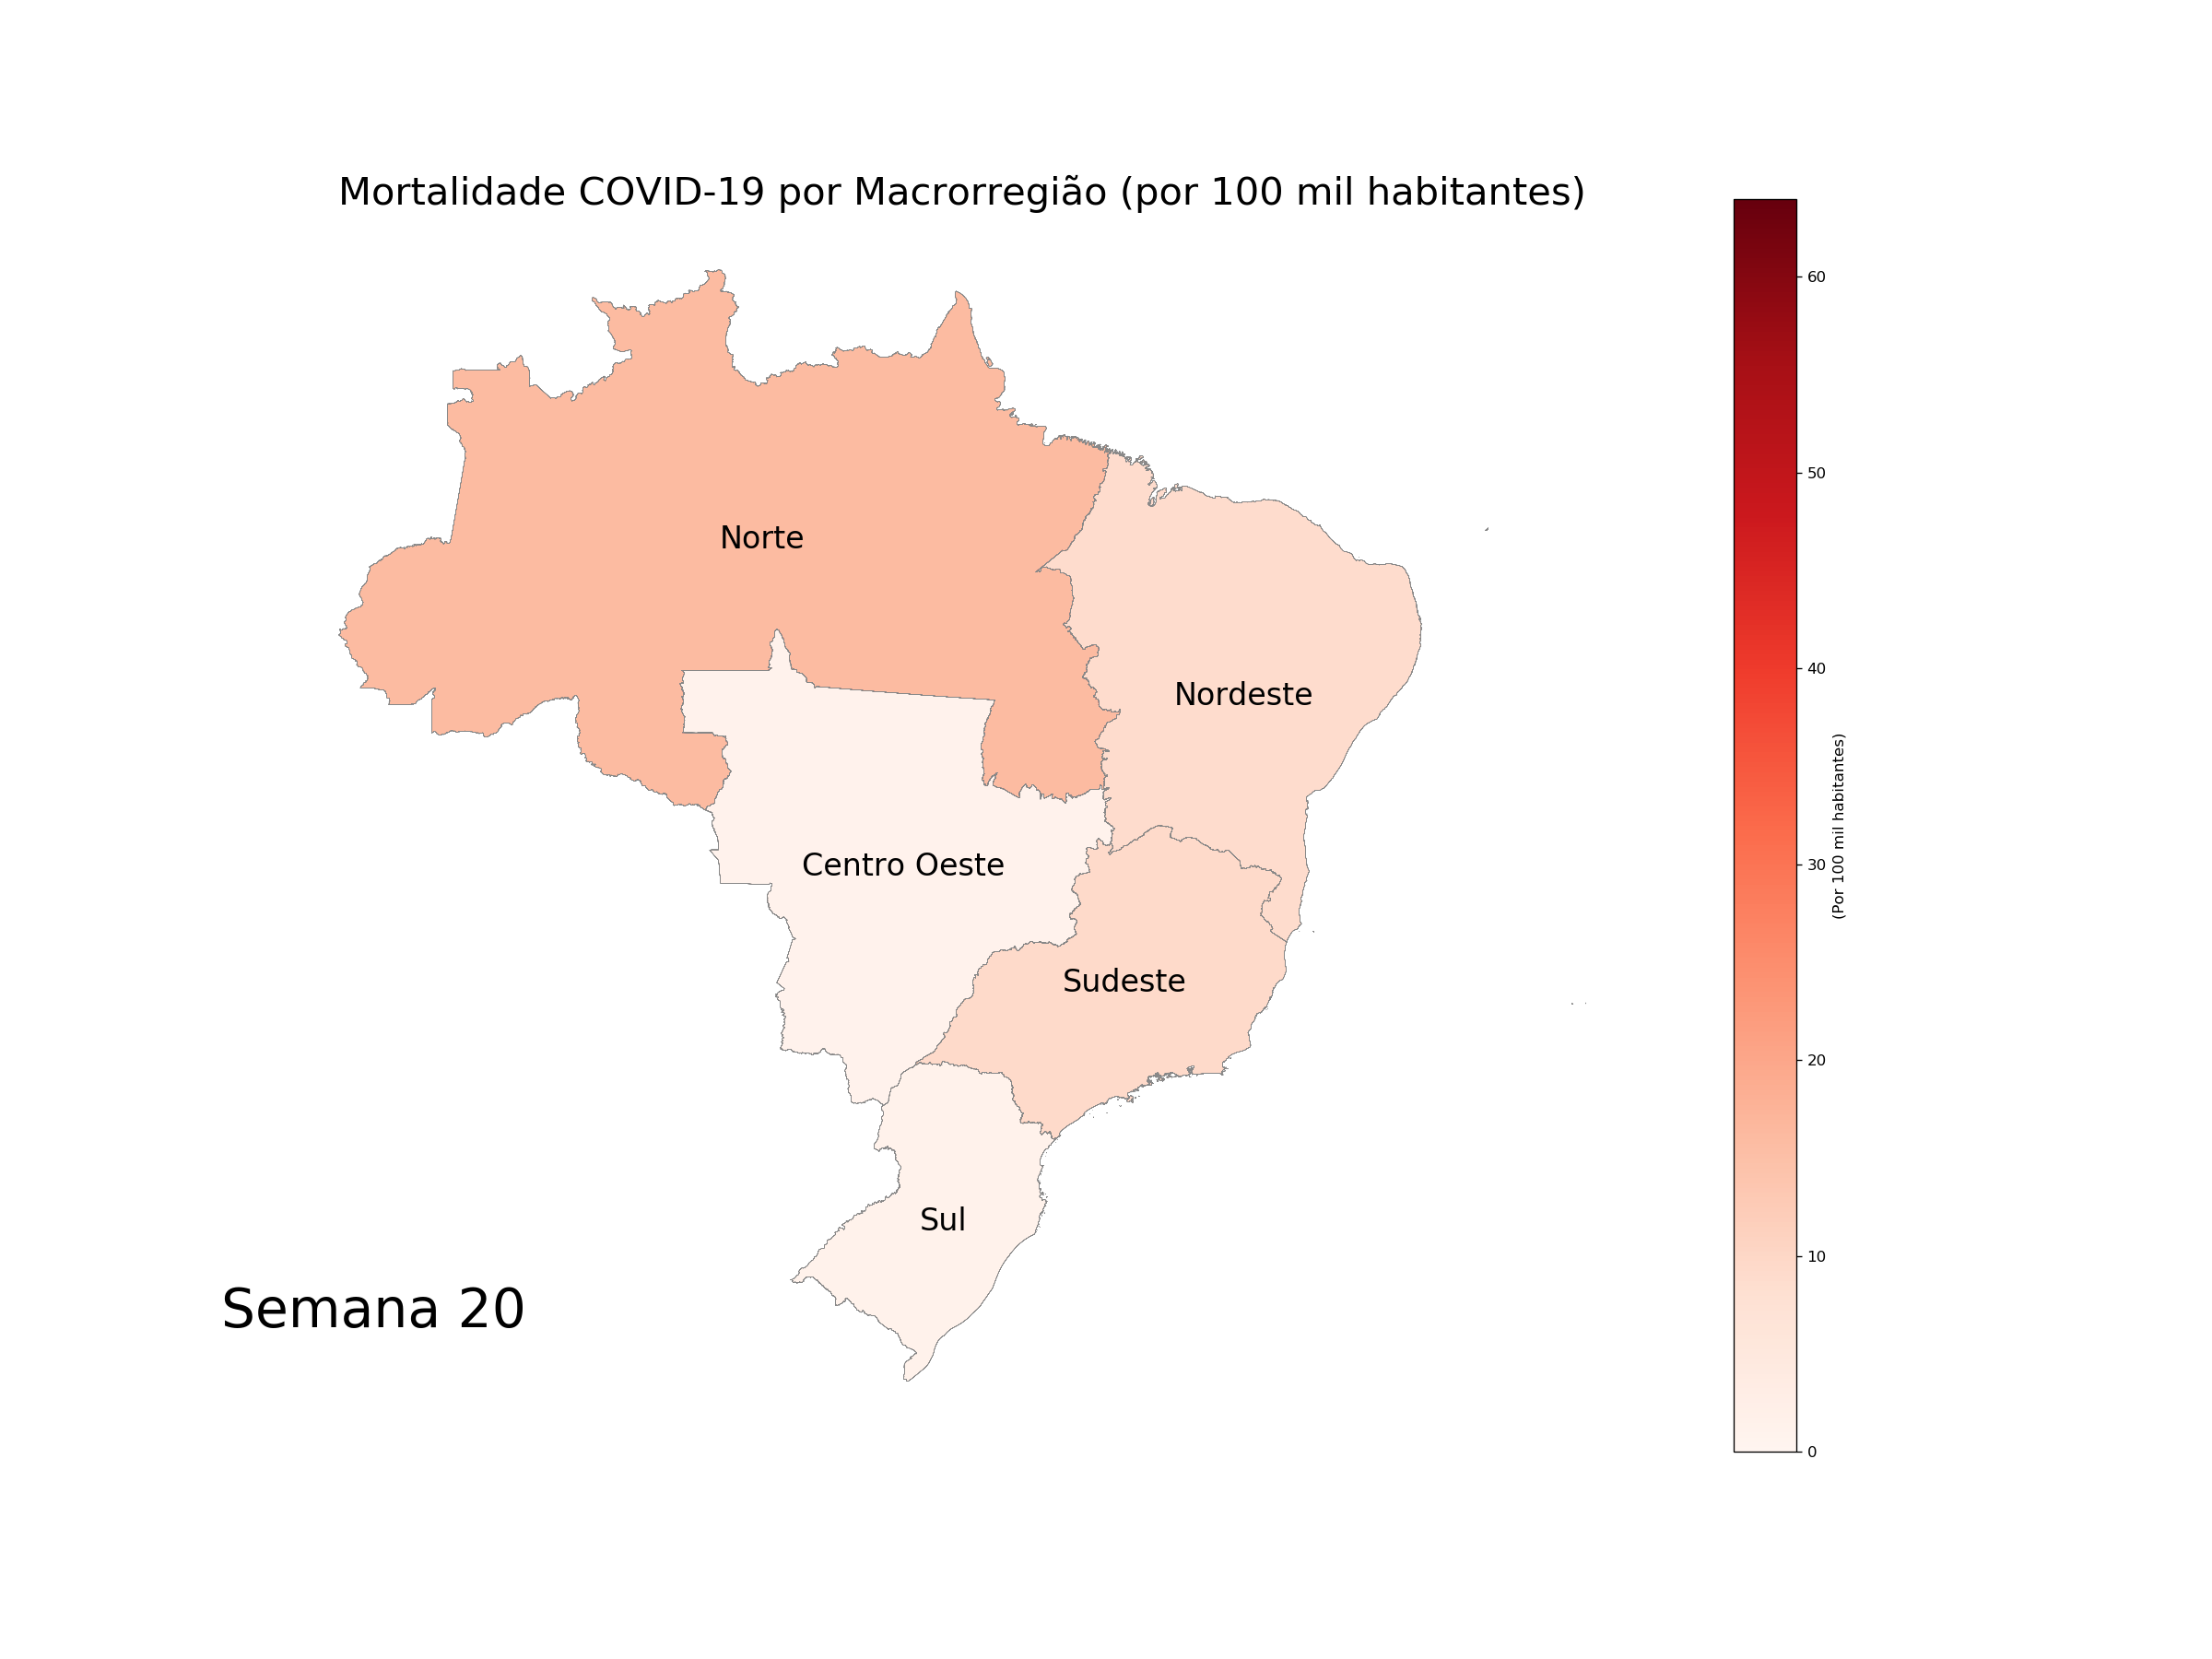 Mortalidade COVID-19 por Macrorregião (por 100 mil habitantes)
Norte
Nordeste
Centro Oeste
Sudeste
Sul
Semana 20
60
50
40
30
20
10
0
(Por 100 mil habitantes)